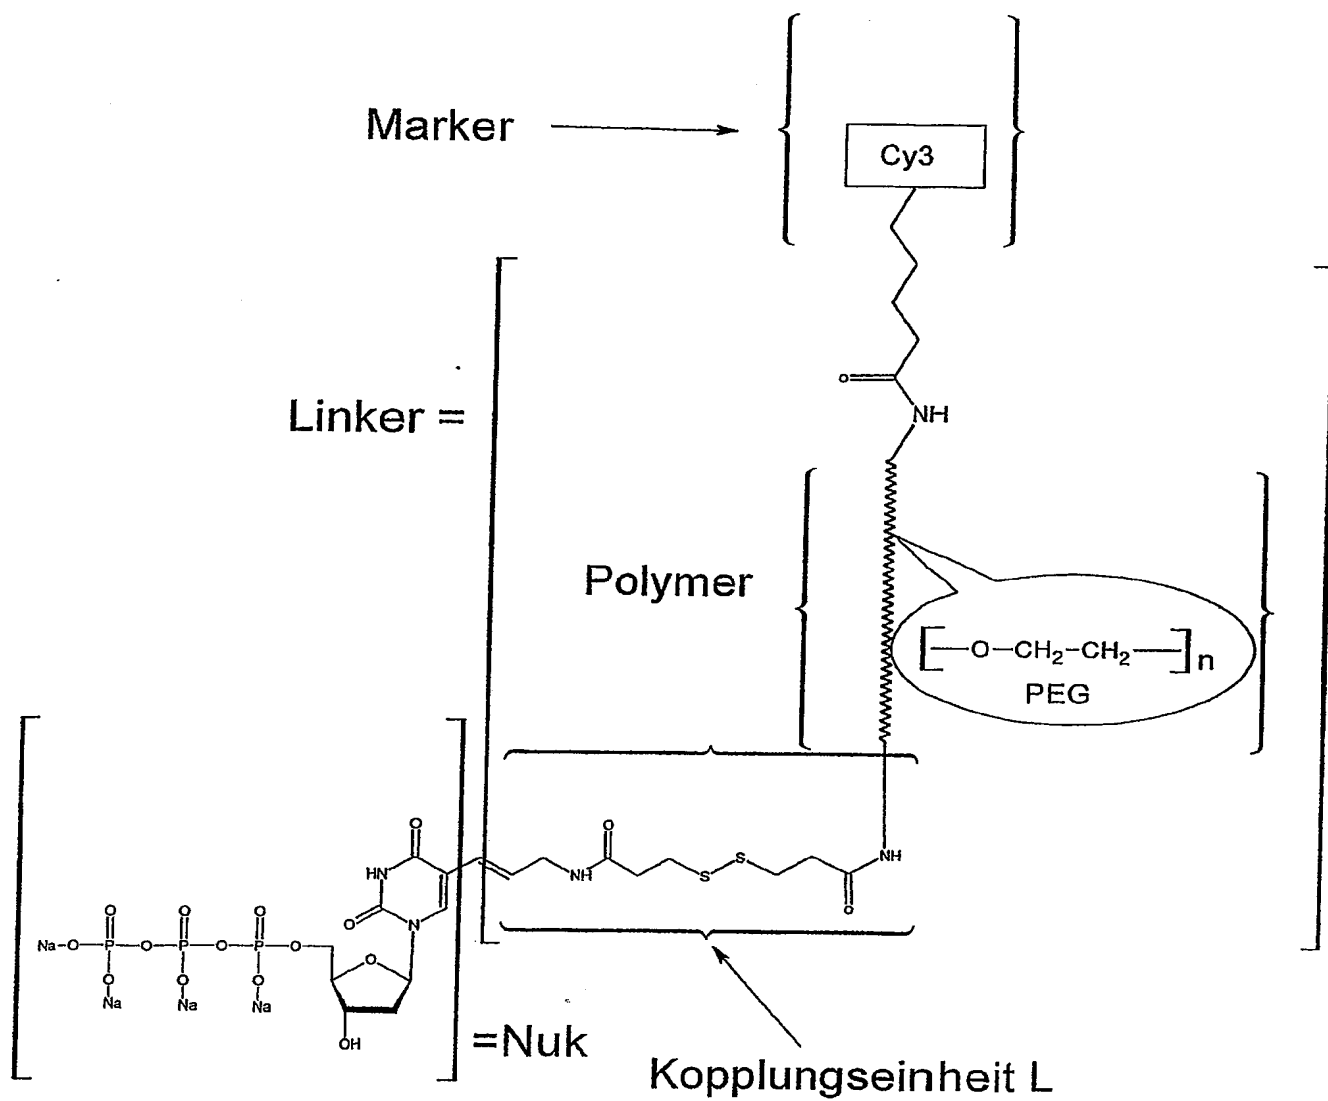 Marker
Cy3
O
NH
Linker =
Polymer
[—O—CH2—CH2—]n
PEG
O
O
HN
NH
S
S
NH
O
N
O
O
O
O
O
Na-O
P
O
P
O
P
O
O
O
O
O
Na
Na
Na
OH
=Nuk
Kopplungseinheit L